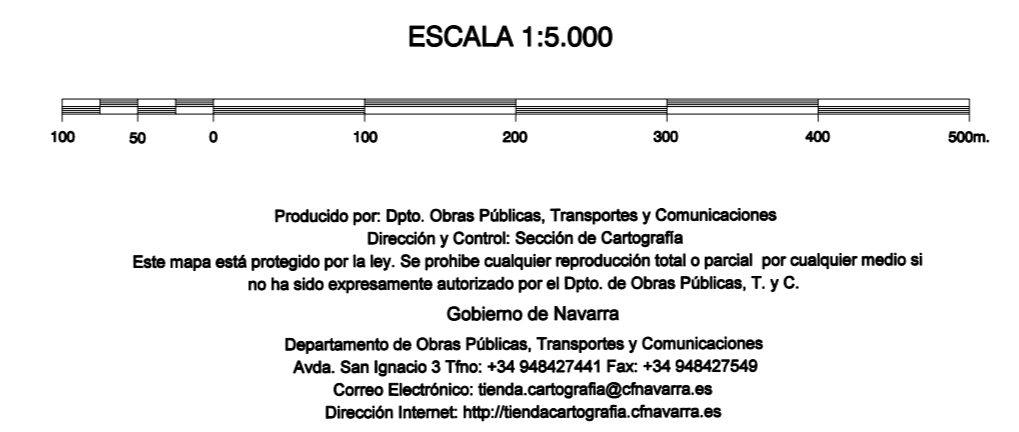 ESCALA 1:5.000
100 50 0 100 200 300 400 500m.
Producido por: Dpto. Obras Públicas, Transportes y Comunicaciones
Dirección y Control: Sección de Cartografía
Este mapa está protegido por la ley. Se prohibe cualquier reproducción total o parcial por cualquier medio si
no ha sido expresamente autorizado por el Dpto. de Obras Públicas, T. y C.
Gobierno de Navarra
Departamento de Obras Públicas, Transportes y Comunicaciones
Avda. San Ignacio 3 Tfno: +34 948427441 Fax: +34 948427549
Correo Electrónico: tienda.cartografia@cfnavarra.es
Dirección Internet: http://tiendacartografia.cfnavarra.es